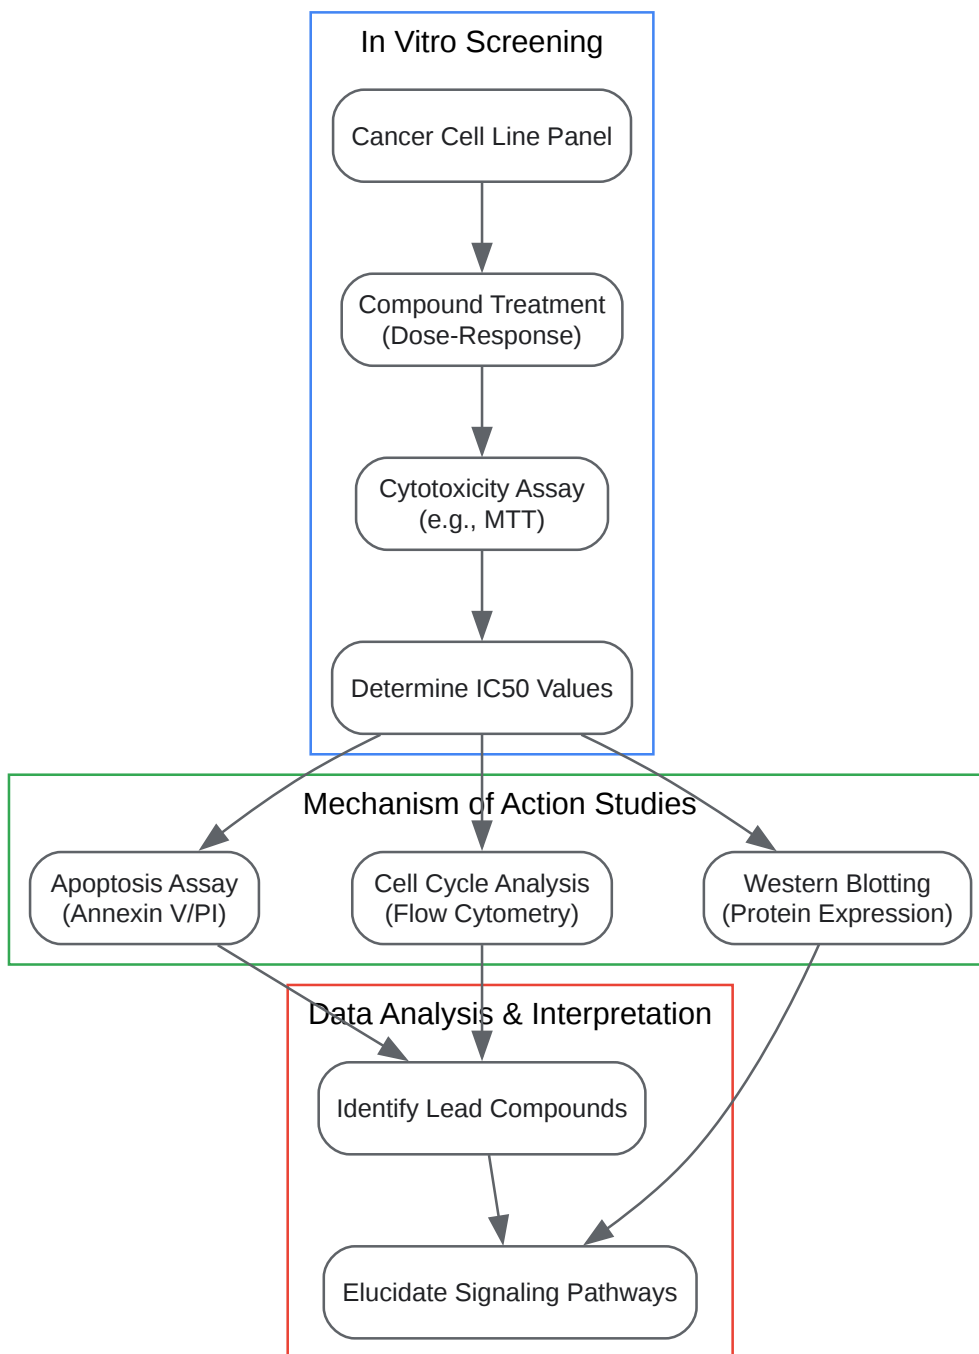 In Vitro Screening
Cancer Cell Line Panel
Compound Treatment
(Dose-Response)
Cytotoxicity Assay
(e.g., MTT)
Determine IC50 Values
Mechanism of Action Studies
Apoptosis Assay
(Annexin V/PI)
Cell Cycle Analysis
(Flow Cytometry)
Western Blotting
(Protein Expression)
Data Analysis & Interpretation
Identify Lead Compounds
Elucidate Signaling Pathways